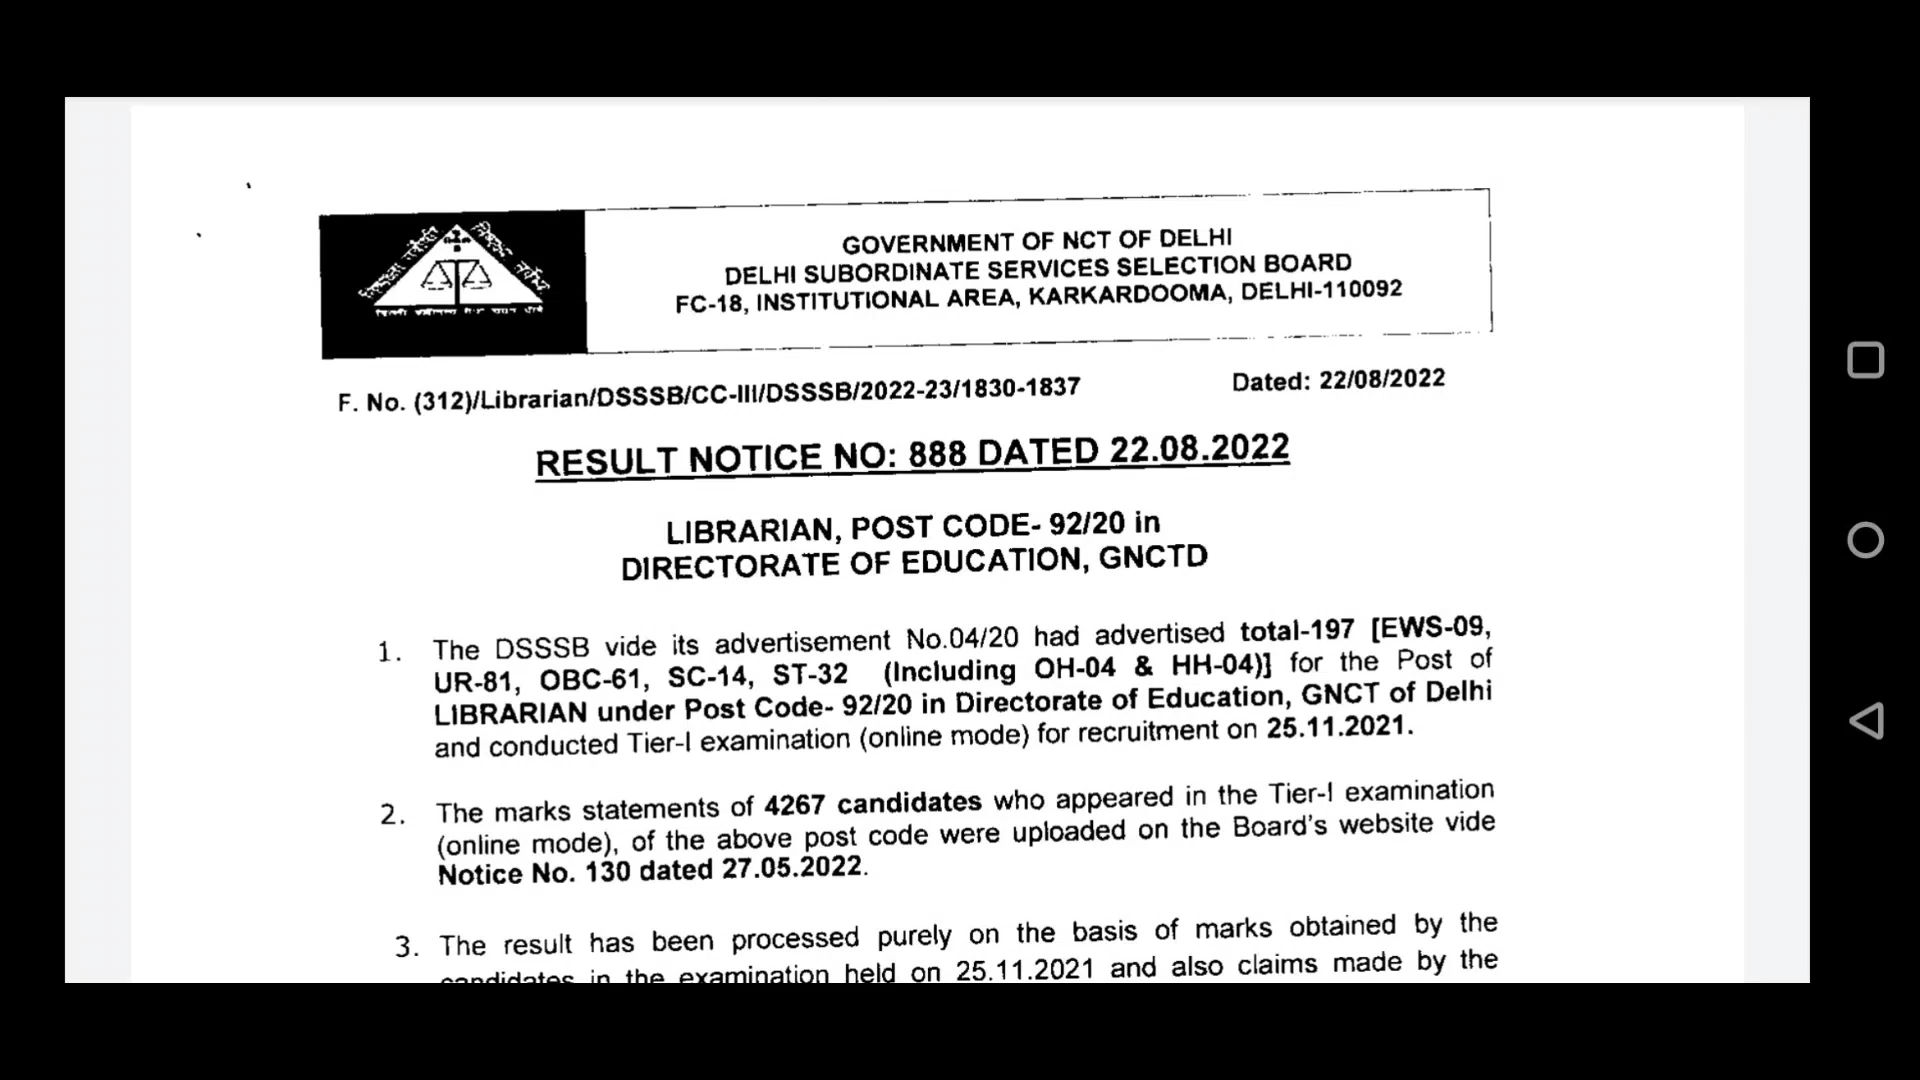 GOVERNMENT OF NCT OF DELHI
DELHI SUBORDINATE SERVICES SELECTION BOARD
FC-18, INSTITUTIONAL AREA, KARKARDOOMA, DELHI-110092
F. No. (312)/Librarian/DSSSB/CC-III/DSSSB/2022-23/1830-1837 Dated: 22/08/2022
RESULT NOTICE NO: 888 DATED 22.08.2022
LIBRARIAN, POST CODE- 92/20 in
DIRECTORATE OF EDUCATION, GNCTD
1. The DSSSB vide its advertisement No.04/20 had advertised total-197 [EWS-09,
UR-81, OBC-61, SC-14, ST-32 (Including OH-04 & HH-04)] for the Post of
LIBRARIAN under Post Code- 92/20 in Directorate of Education, GNCT of Delhi
and conducted Tier-I examination (online mode) for recruitment on 25.11.2021.
2. The marks statements of 4267 candidates who appeared in the Tier-I examination
(online mode), of the above post code were uploaded on the Board's website vide
Notice No. 130 dated 27.05.2022.
3. The result has been processed purely on the basis of marks obtained by the
candidates in the examination held on 25.11.2021 and also claims made by the